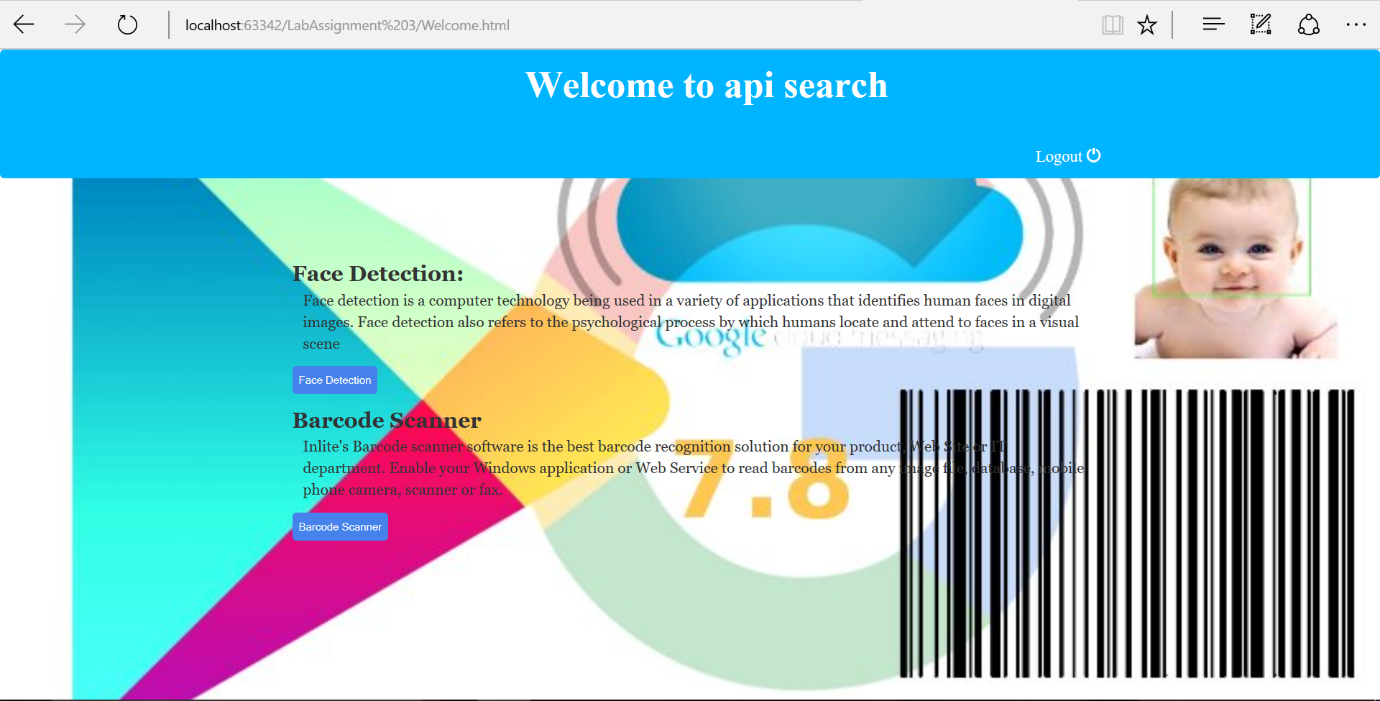 localhost:63342/LabAssignment%203/Welcome.html
Welcome to api search
Logout
Face Detection:
Face detection is a computer technology being used in a variety of applications that identifies human faces in digital
images. Face detection also refers to the psychological process by which humans locate and attend to faces in a visual
scene
Google cloud messaging
Face Detection
Barcode Scanner
Inlite's Barcode scanner software is the best barcode recognition solution for your product, Web Site or IT
department. Enable your Windows application or Web Service to read barcodes from any image file, database, mobile
phone camera, scanner or fax.
7.8
Barcode Scanner